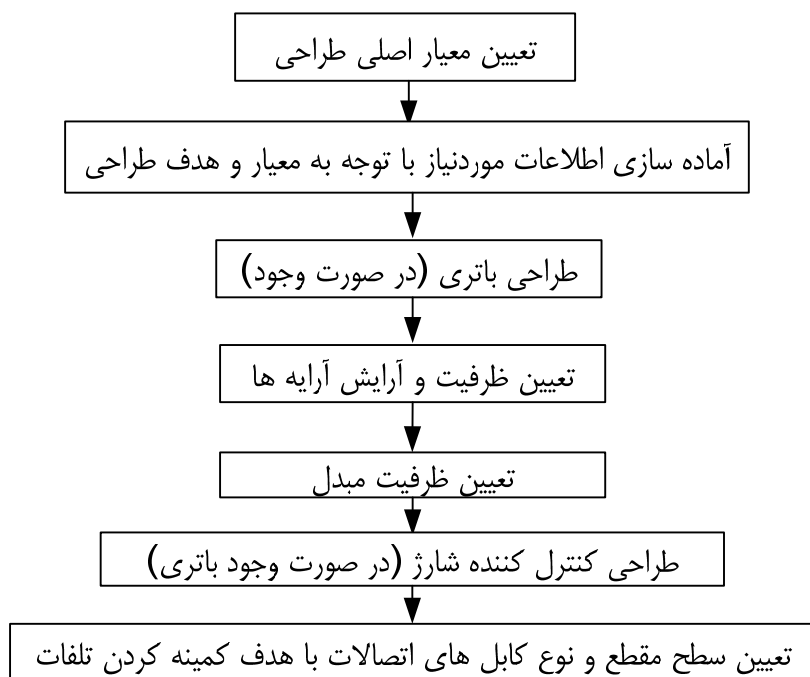 تعیین معیار اصلی طراحی
آماده سازی اطلاعات موردنیاز با توجه به معیار و هدف طراحی
طراحی باتری (در صورت وجود)
تعیین ظرفیت و آرایش آرایه ها
تعیین ظرفیت مبدل
طراحی کنترل کننده شارژ (در صورت وجود باتری)
تعیین سطح مقطع و نوع کابل های اتصالات با هدف کمینه کردن تلفات